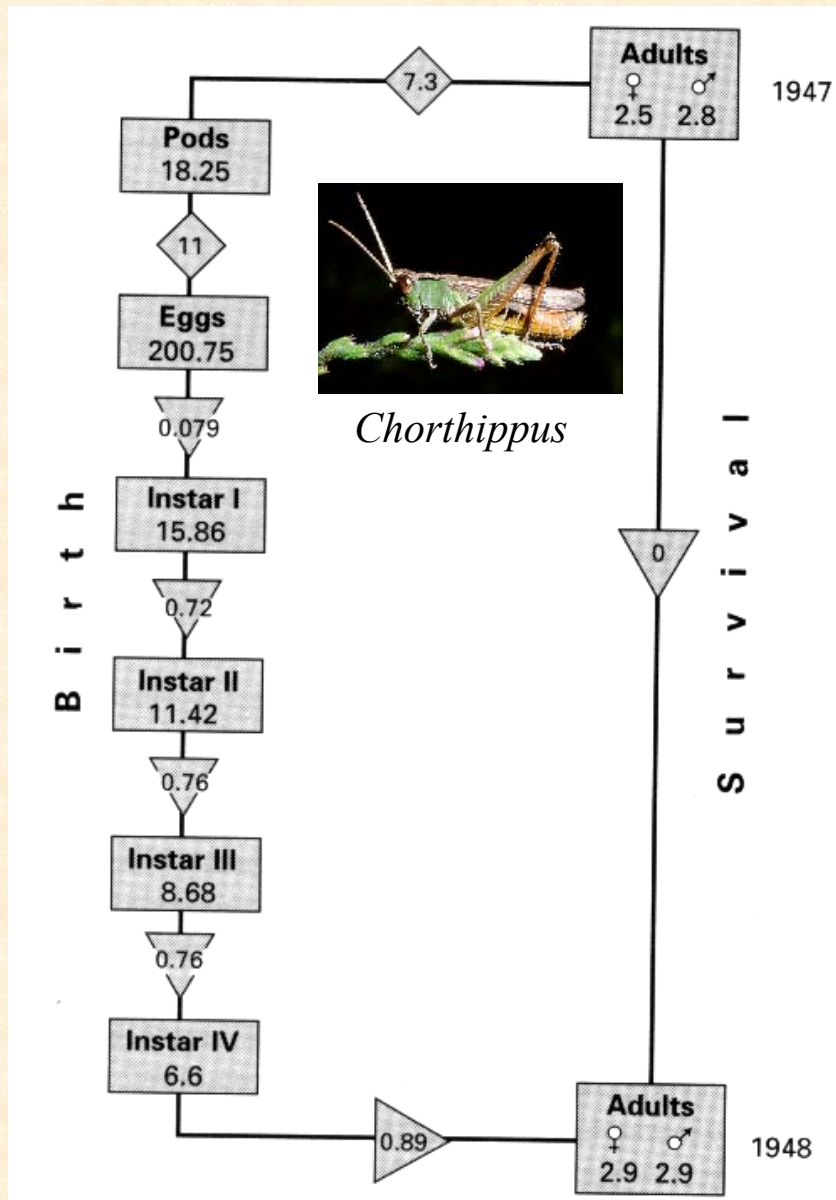 Adults
♀ ♂
2.5 2.8
1947
7.3
Pods
18.25
11
Eggs
200.75
0.079
Chorthippus
Instar I
15.86
0.72
Instar II
11.42
0.76
Instar III
8.68
0.76
Instar IV
6.6
0.89
Birth
Survival
0
Adults
♀ ♂
2.9 2.9
1948